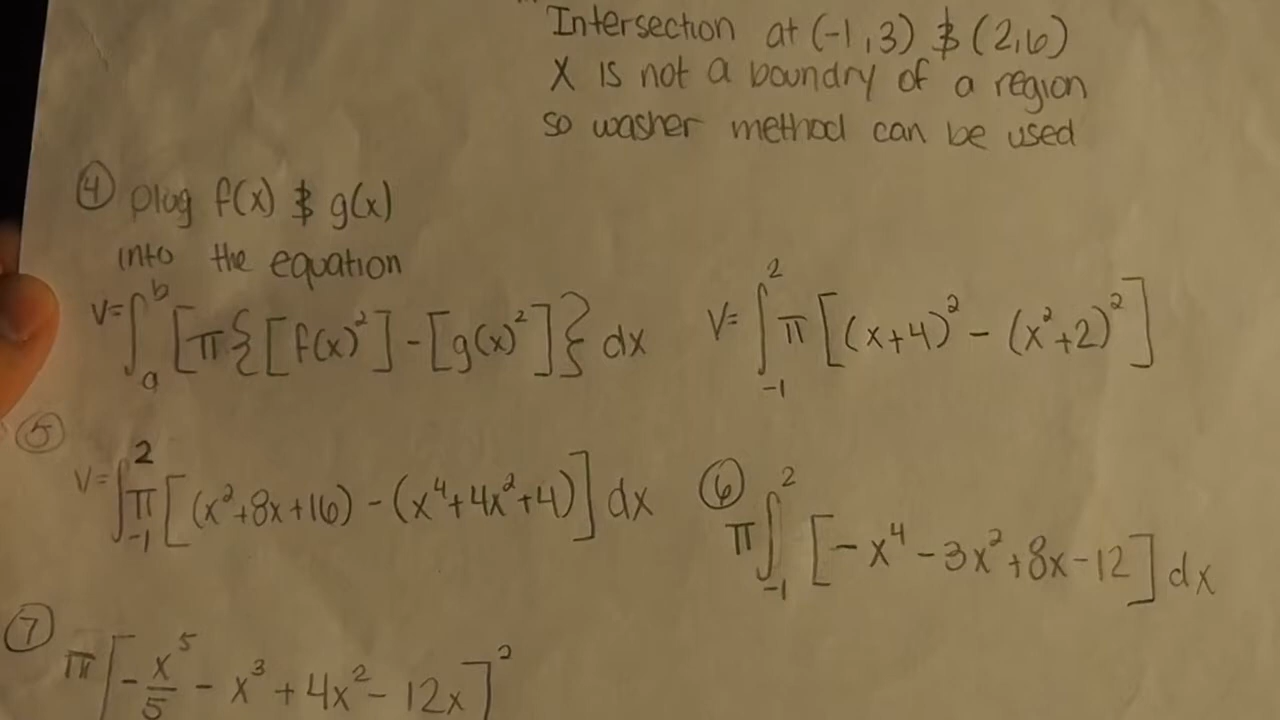 Intersection at (-1,3) & (2,6)
X is not a boundry of a region
so washer method can be used
④ plug f(x) & g(x)
into the equation
V=∫_a^b [π{[f(x)²]-[g(x)²]} dx
V=∫_{-1}^{2} π[(x+4)² - (x²+2)²]
⑤
V=∫_{-1}^{2} π[(x²+8x+16) - (x⁴+4x²+4)] dx
⑥ π∫_{-1}^{2} [-x⁴ - 3x² + 8x - 12] dx
⑦ π[-x⁵/5 - x³ + 4x² - 12x]²